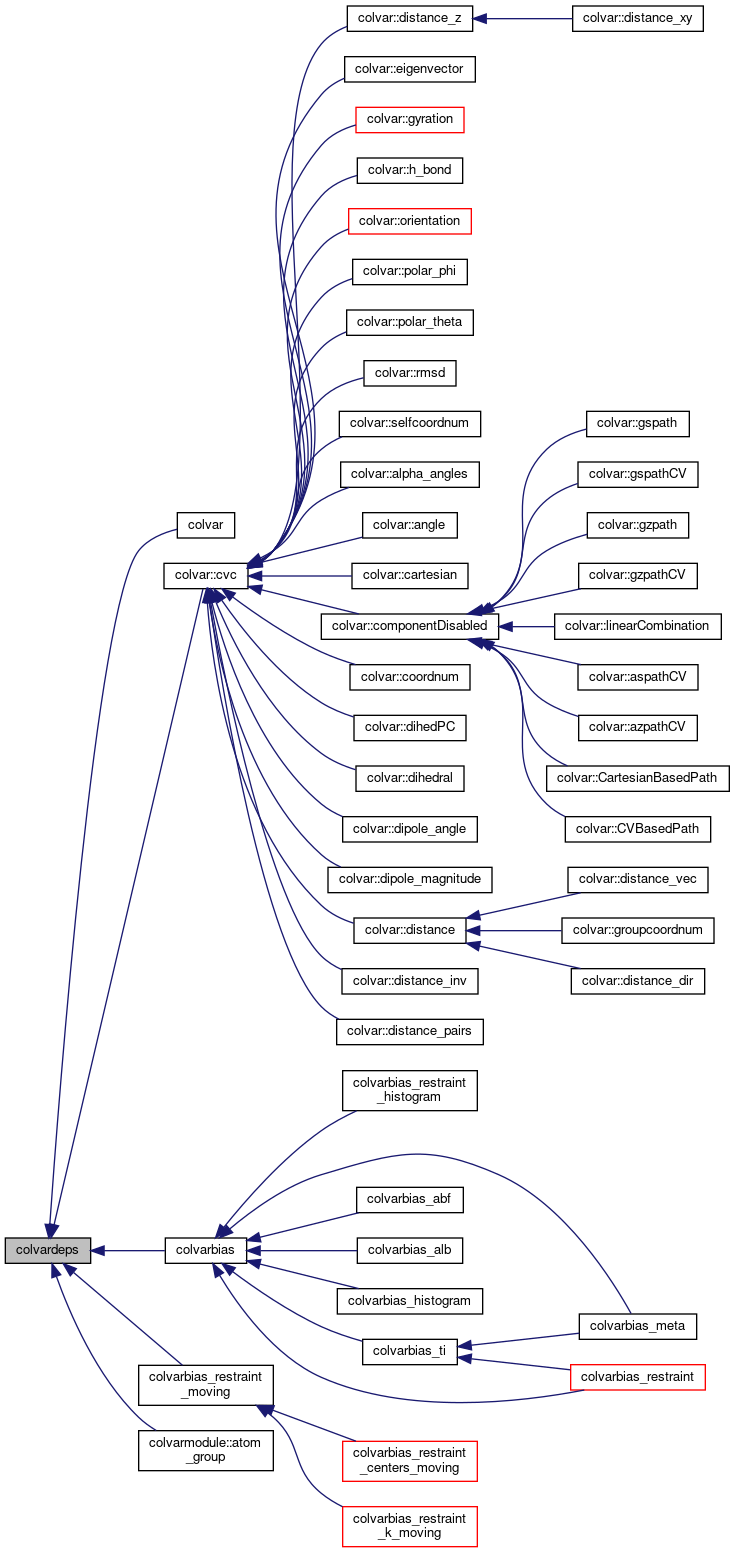 colvar::distance_z
colvar::distance_xy
colvar::eigenvector
colvar::gyration
colvar::h_bond
colvar::orientation
colvar::polar_phi
colvar::polar_theta
colvar::rmsd
colvar::selfcoordnum
colvar::gspath
colvar::alpha_angles
colvar::gspathCV
colvar
colvar::angle
colvar::gzpath
colvar::cvc
colvar::cartesian
colvar::gzpathCV
colvar::componentDisabled
colvar::linearCombination
colvar::coordnum
colvar::aspathCV
colvar::dihedPC
colvar::azpathCV
colvar::dihedral
colvar::CartesianBasedPath
colvar::dipole_angle
colvar::CVBasedPath
colvar::dipole_magnitude
colvar::distance_vec
colvar::distance
colvar::groupcoordnum
colvar::distance_inv
colvar::distance_dir
colvar::distance_pairs
colvarbias_restraint
_histogram
colvarbias_abf
colvardeps
colvarbias
colvarbias_alb
colvarbias_histogram
colvarbias_meta
colvarbias_ti
colvarbias_restraint
colvarbias_restraint
_moving
colvarmodule::atom
_group
colvarbias_restraint
_centers_moving
colvarbias_restraint
_k_moving